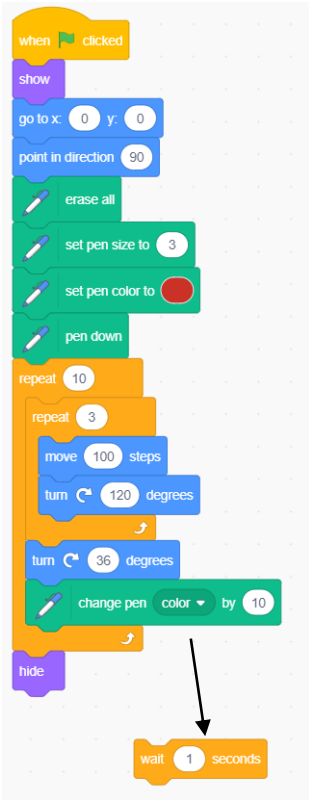 when clicked
show
go to x: 0 y: 0
point in direction 90
erase all
set pen size to 3
set pen color to
pen down
repeat 10
repeat 3
move 100 steps
turn 120 degrees
turn 36 degrees
change pen color by 10
hide
wait 1 seconds